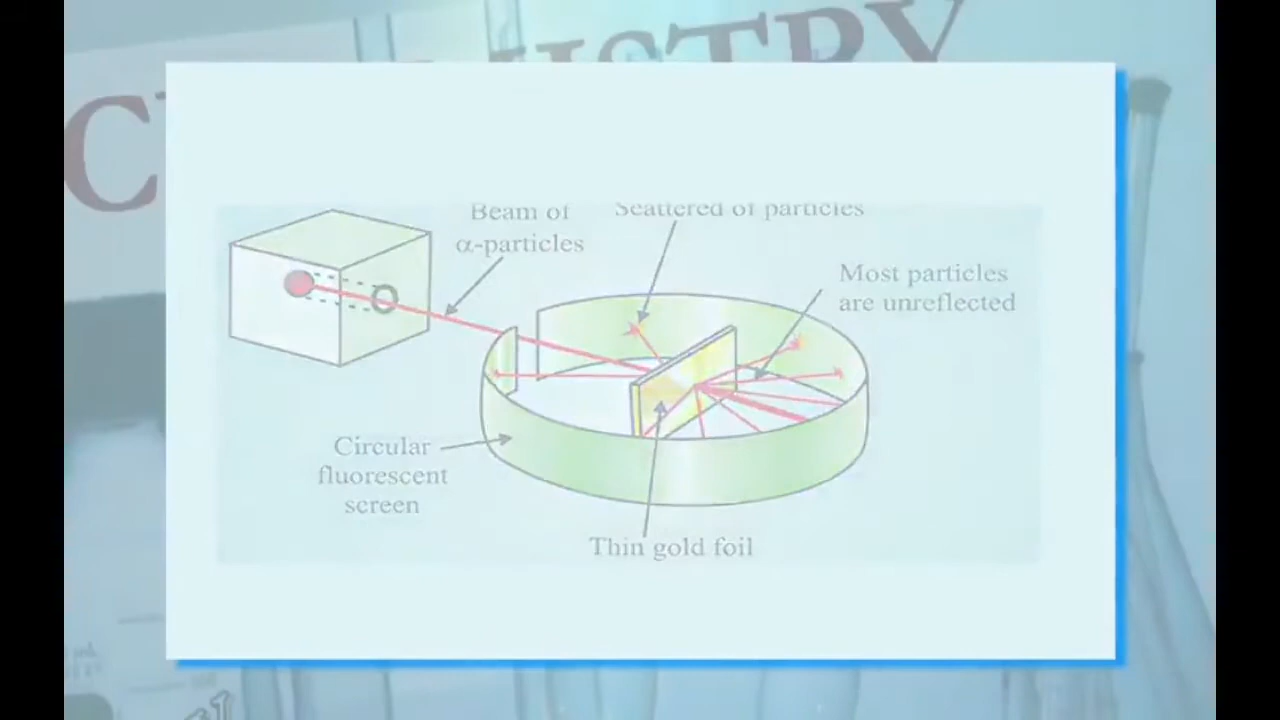 Beam of
α-particles
Scattered of particles
Most particles
are unreflected
Circular
fluorescent
screen
Thin gold foil